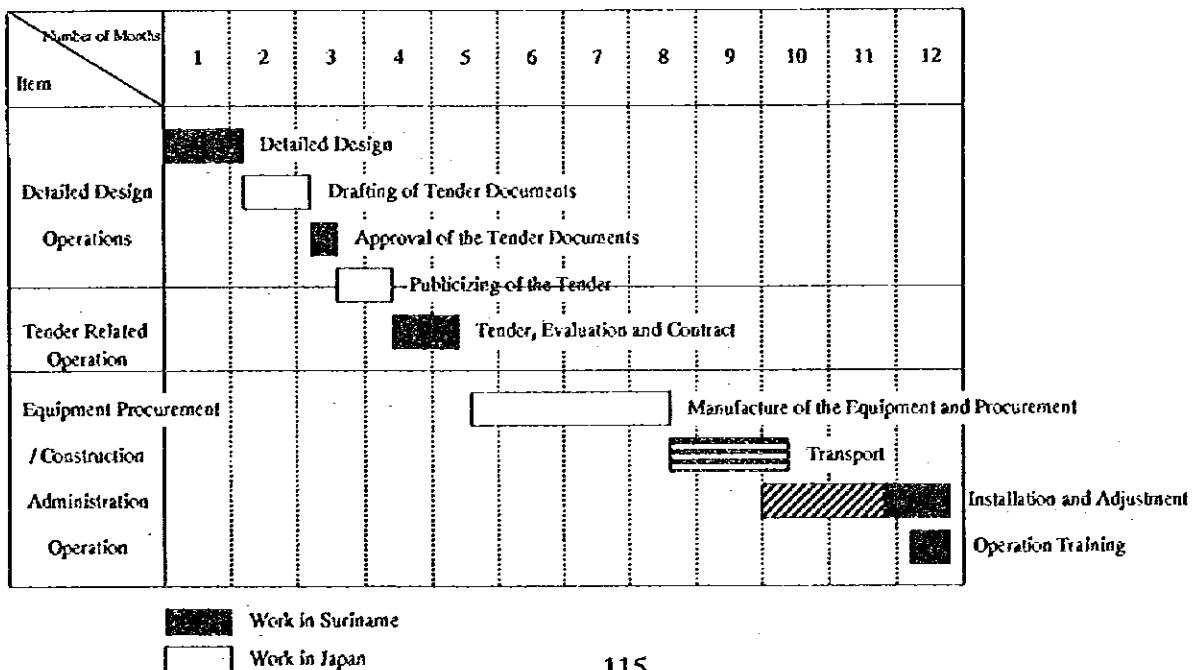 Number of Months
Item
1 2 3 4 5 6 7 8 9 10 11 12
Detailed Design
Operations
Detailed Design
Drafting of Tender Documents
Approval of the Tender Documents
Publicizing of the Tender
Tender Related
Operation
Tender, Evaluation and Contract
Equipment Procurement
/ Construction
Administration
Operation
Manufacture of the Equipment and Procurement
Transport
Installation and Adjustment
Operation Training
Work in Suriname
Work in Japan
115